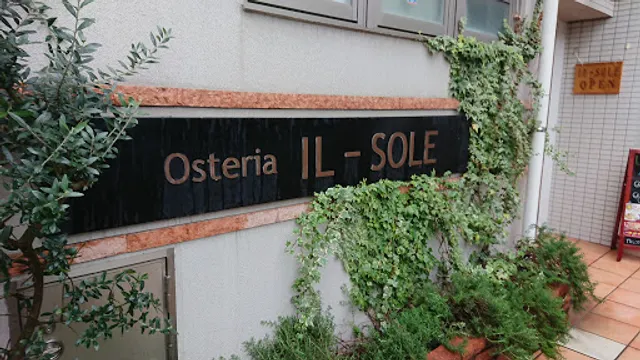 Osteria IL - SOLE
IL-SOLE
OPEN